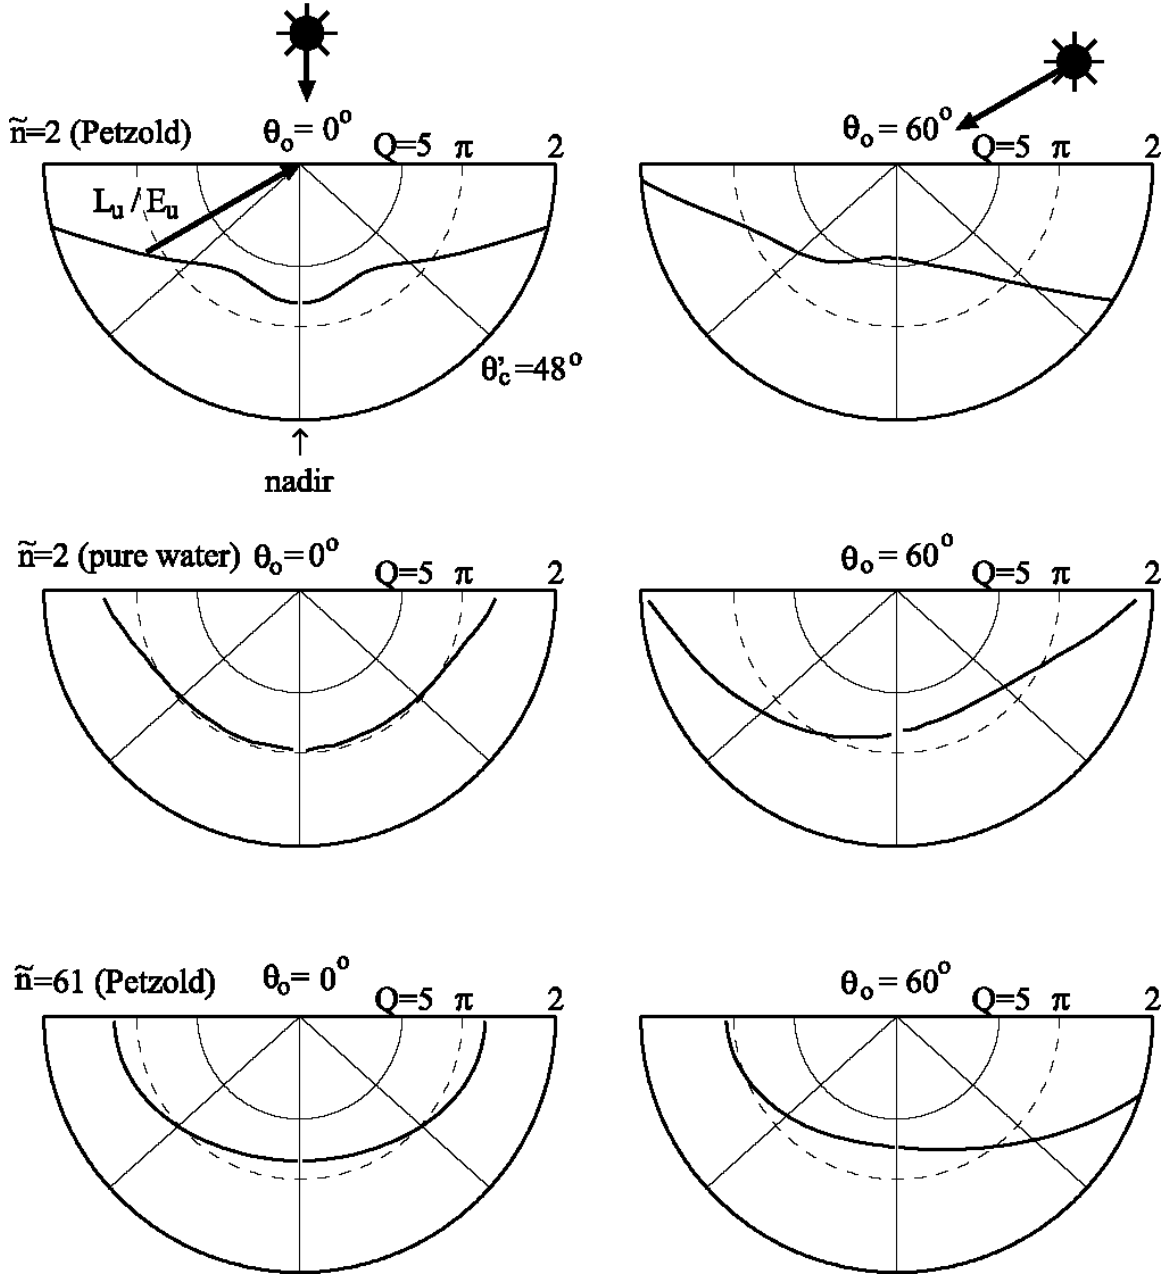 ñ=2 (Petzold) θo = 0° Q=5 π 2
θo = 60° Q=5 π 2
Lu / Eu
θ'c=48°
↑
nadir
ñ=2 (pure water) θo = 0° Q=5 π 2
θo = 60° Q=5 π 2
ñ=61 (Petzold) θo = 0° Q=5 π 2
θo = 60° Q=5 π 2